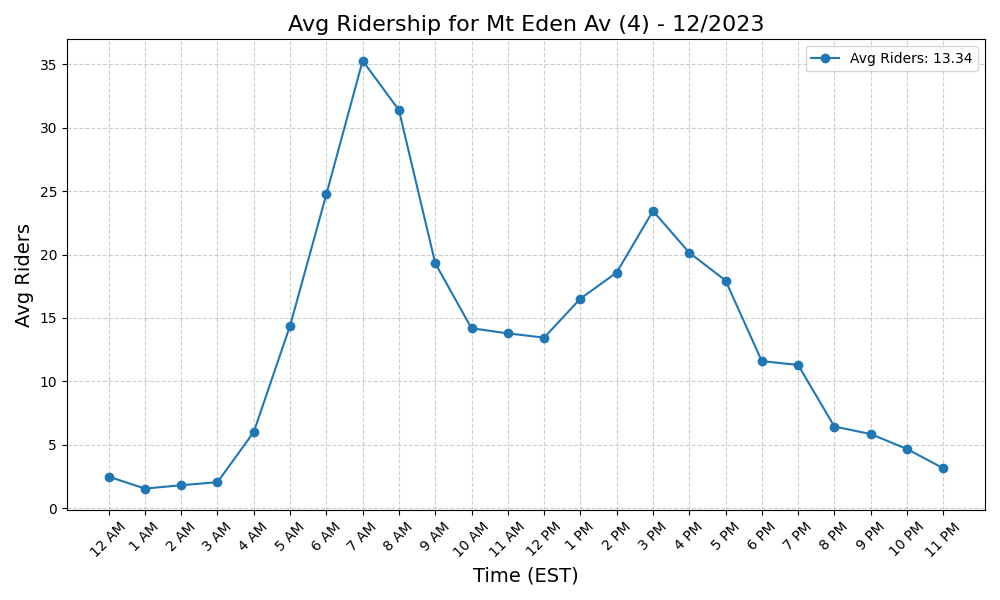 Avg Ridership for Mt Eden Av (4) - 12/2023
Avg Riders: 13.34
Avg Riders
35
30
25
20
15
10
5
0
12 AM
1 AM
2 AM
3 AM
4 AM
5 AM
6 AM
7 AM
8 AM
9 AM
10 AM
11 AM
12 PM
1 PM
2 PM
3 PM
4 PM
5 PM
6 PM
7 PM
8 PM
9 PM
10 PM
11 PM
Time (EST)